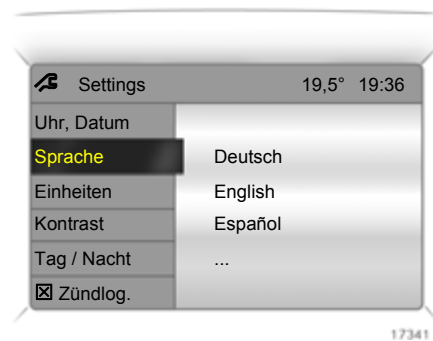 Settings 19,5° 19:36
Uhr, Datum
Sprache Deutsch
Einheiten English
Kontrast Español
Tag / Nacht ...
Zündlog.
17341